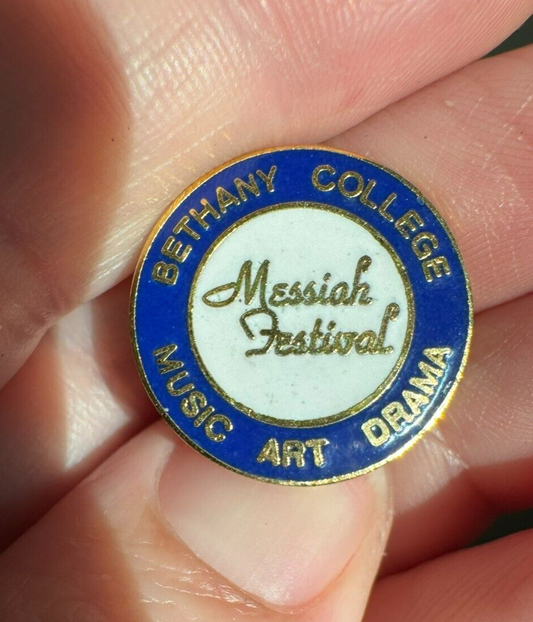 BETHANY COLLEGE
Messiah
Festival
MUSIC ART DRAMA